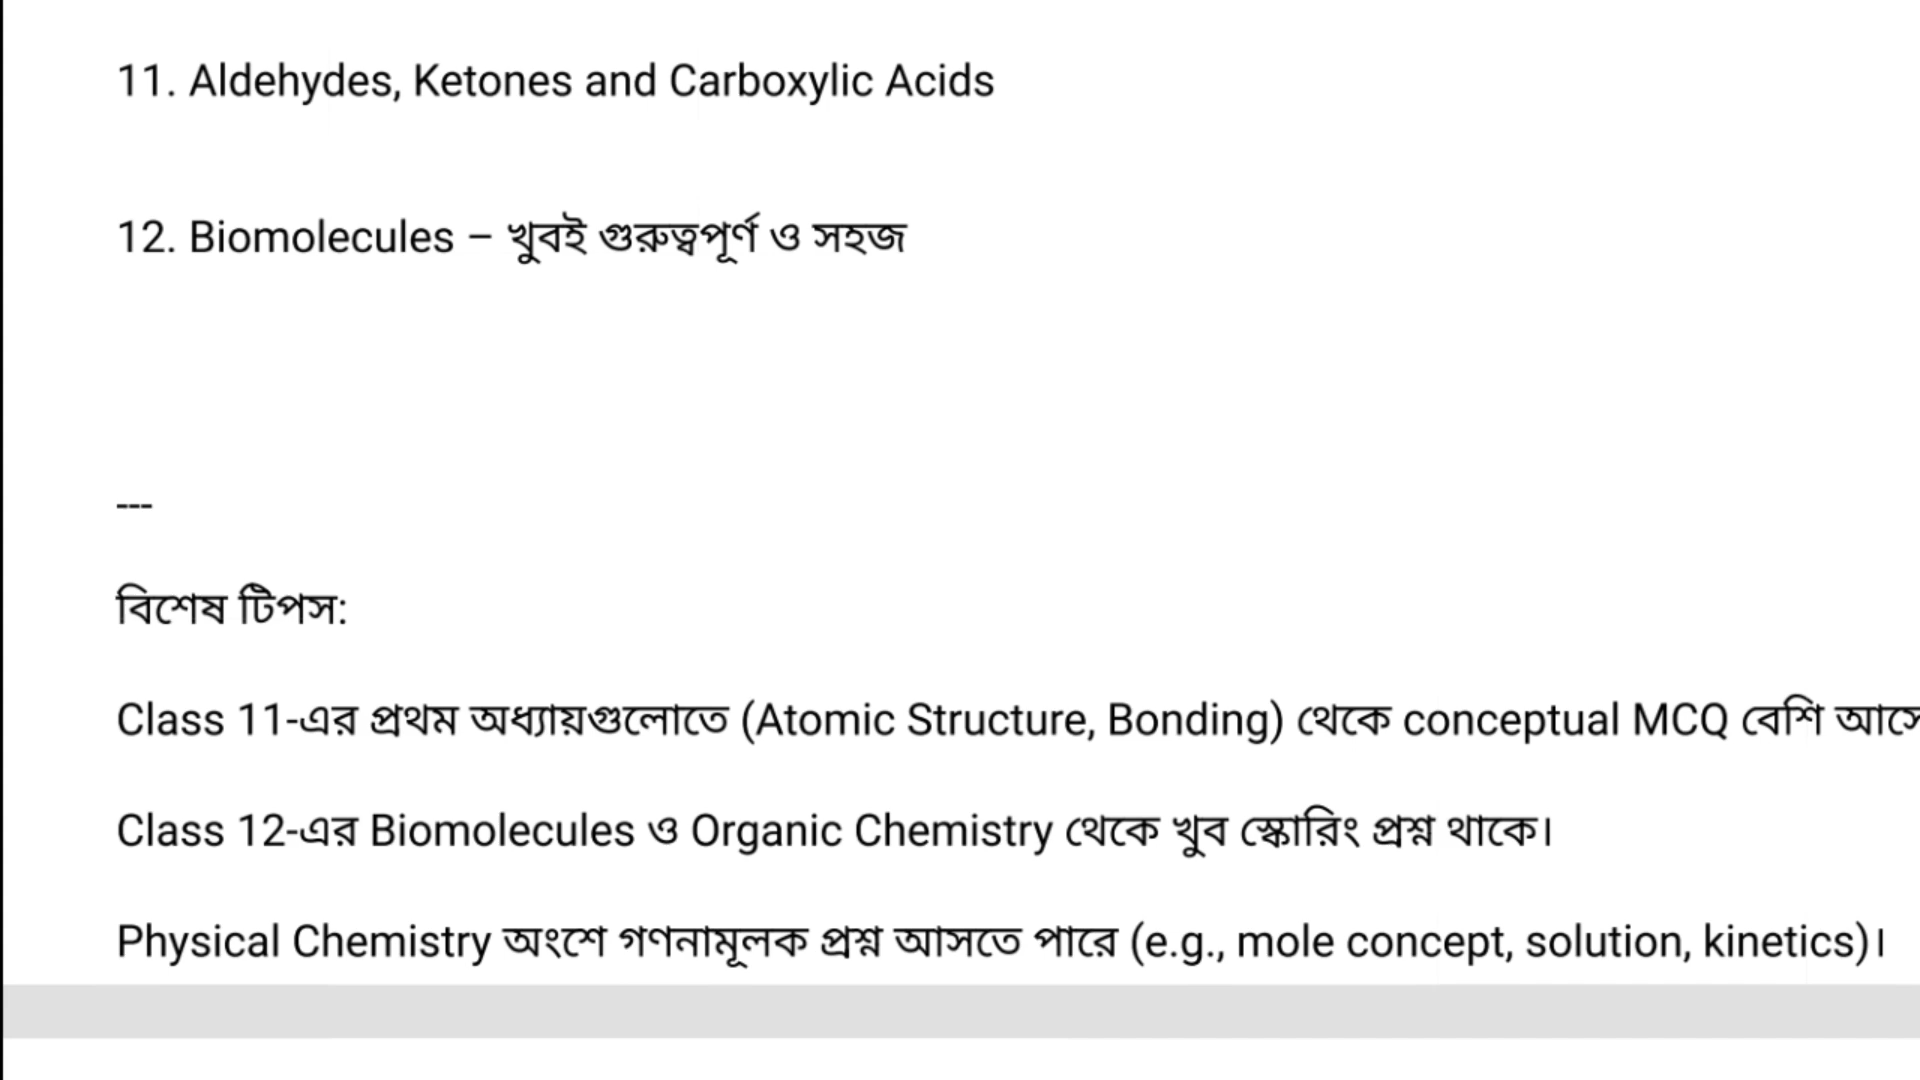 11. Aldehydes, Ketones and Carboxylic Acids
12. Biomolecules – খুবই গুরুত্বপূর্ণ ও সহজ
---
বিশেষ টিপস:
Class 11-এর প্রথম অধ্যায়গুলোতে (Atomic Structure, Bonding) থেকে conceptual MCQ বেশি
Class 12-এর Biomolecules ও Organic Chemistry থেকে খুব স্কোরিং প্রশ্ন থাকে।
Physical Chemistry অংশে গণনামূলক প্রশ্ন আসতে পারে (e.g., mole concept, solution, kinetics)।